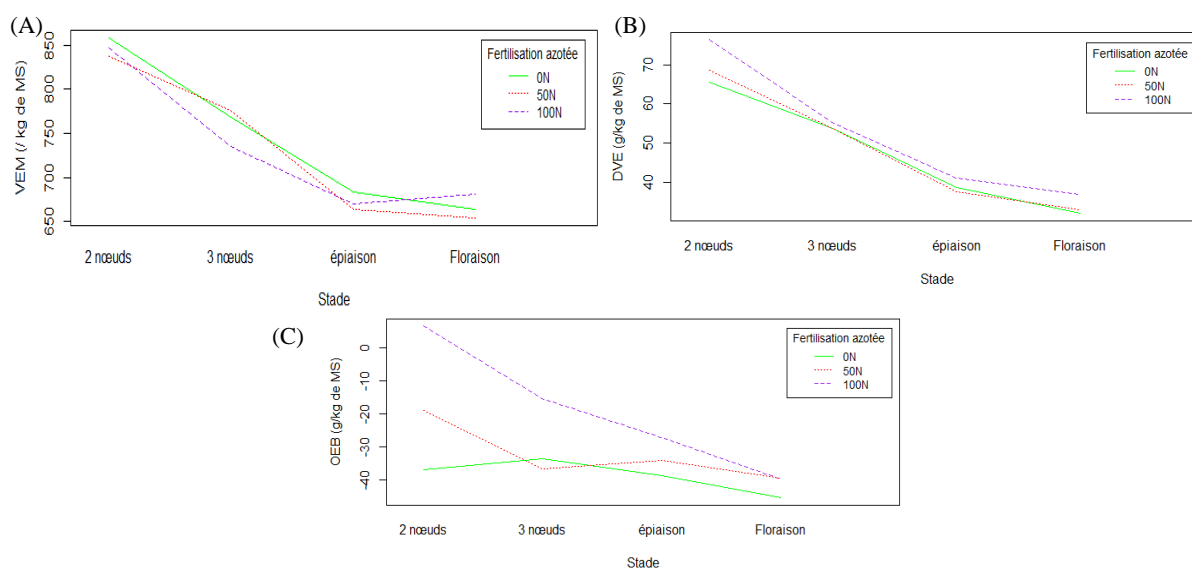 (A)
VEM (/ kg de MS)
850
800
750
700
650
Fertilisation azotée
0N
50N
100N
2 nœuds
3 nœuds
épiaison
Floraison
Stade
(B)
DVE (g/kg de MS)
70
60
50
40
Fertilisation azotée
0N
50N
100N
2 nœuds
3 nœuds
épiaison
Floraison
Stade
(C)
OEB (g/kg de MS)
0
-10
-20
-30
-40
Fertilisation azotée
0N
50N
100N
2 nœuds
3 nœuds
épiaison
Floraison
Stade